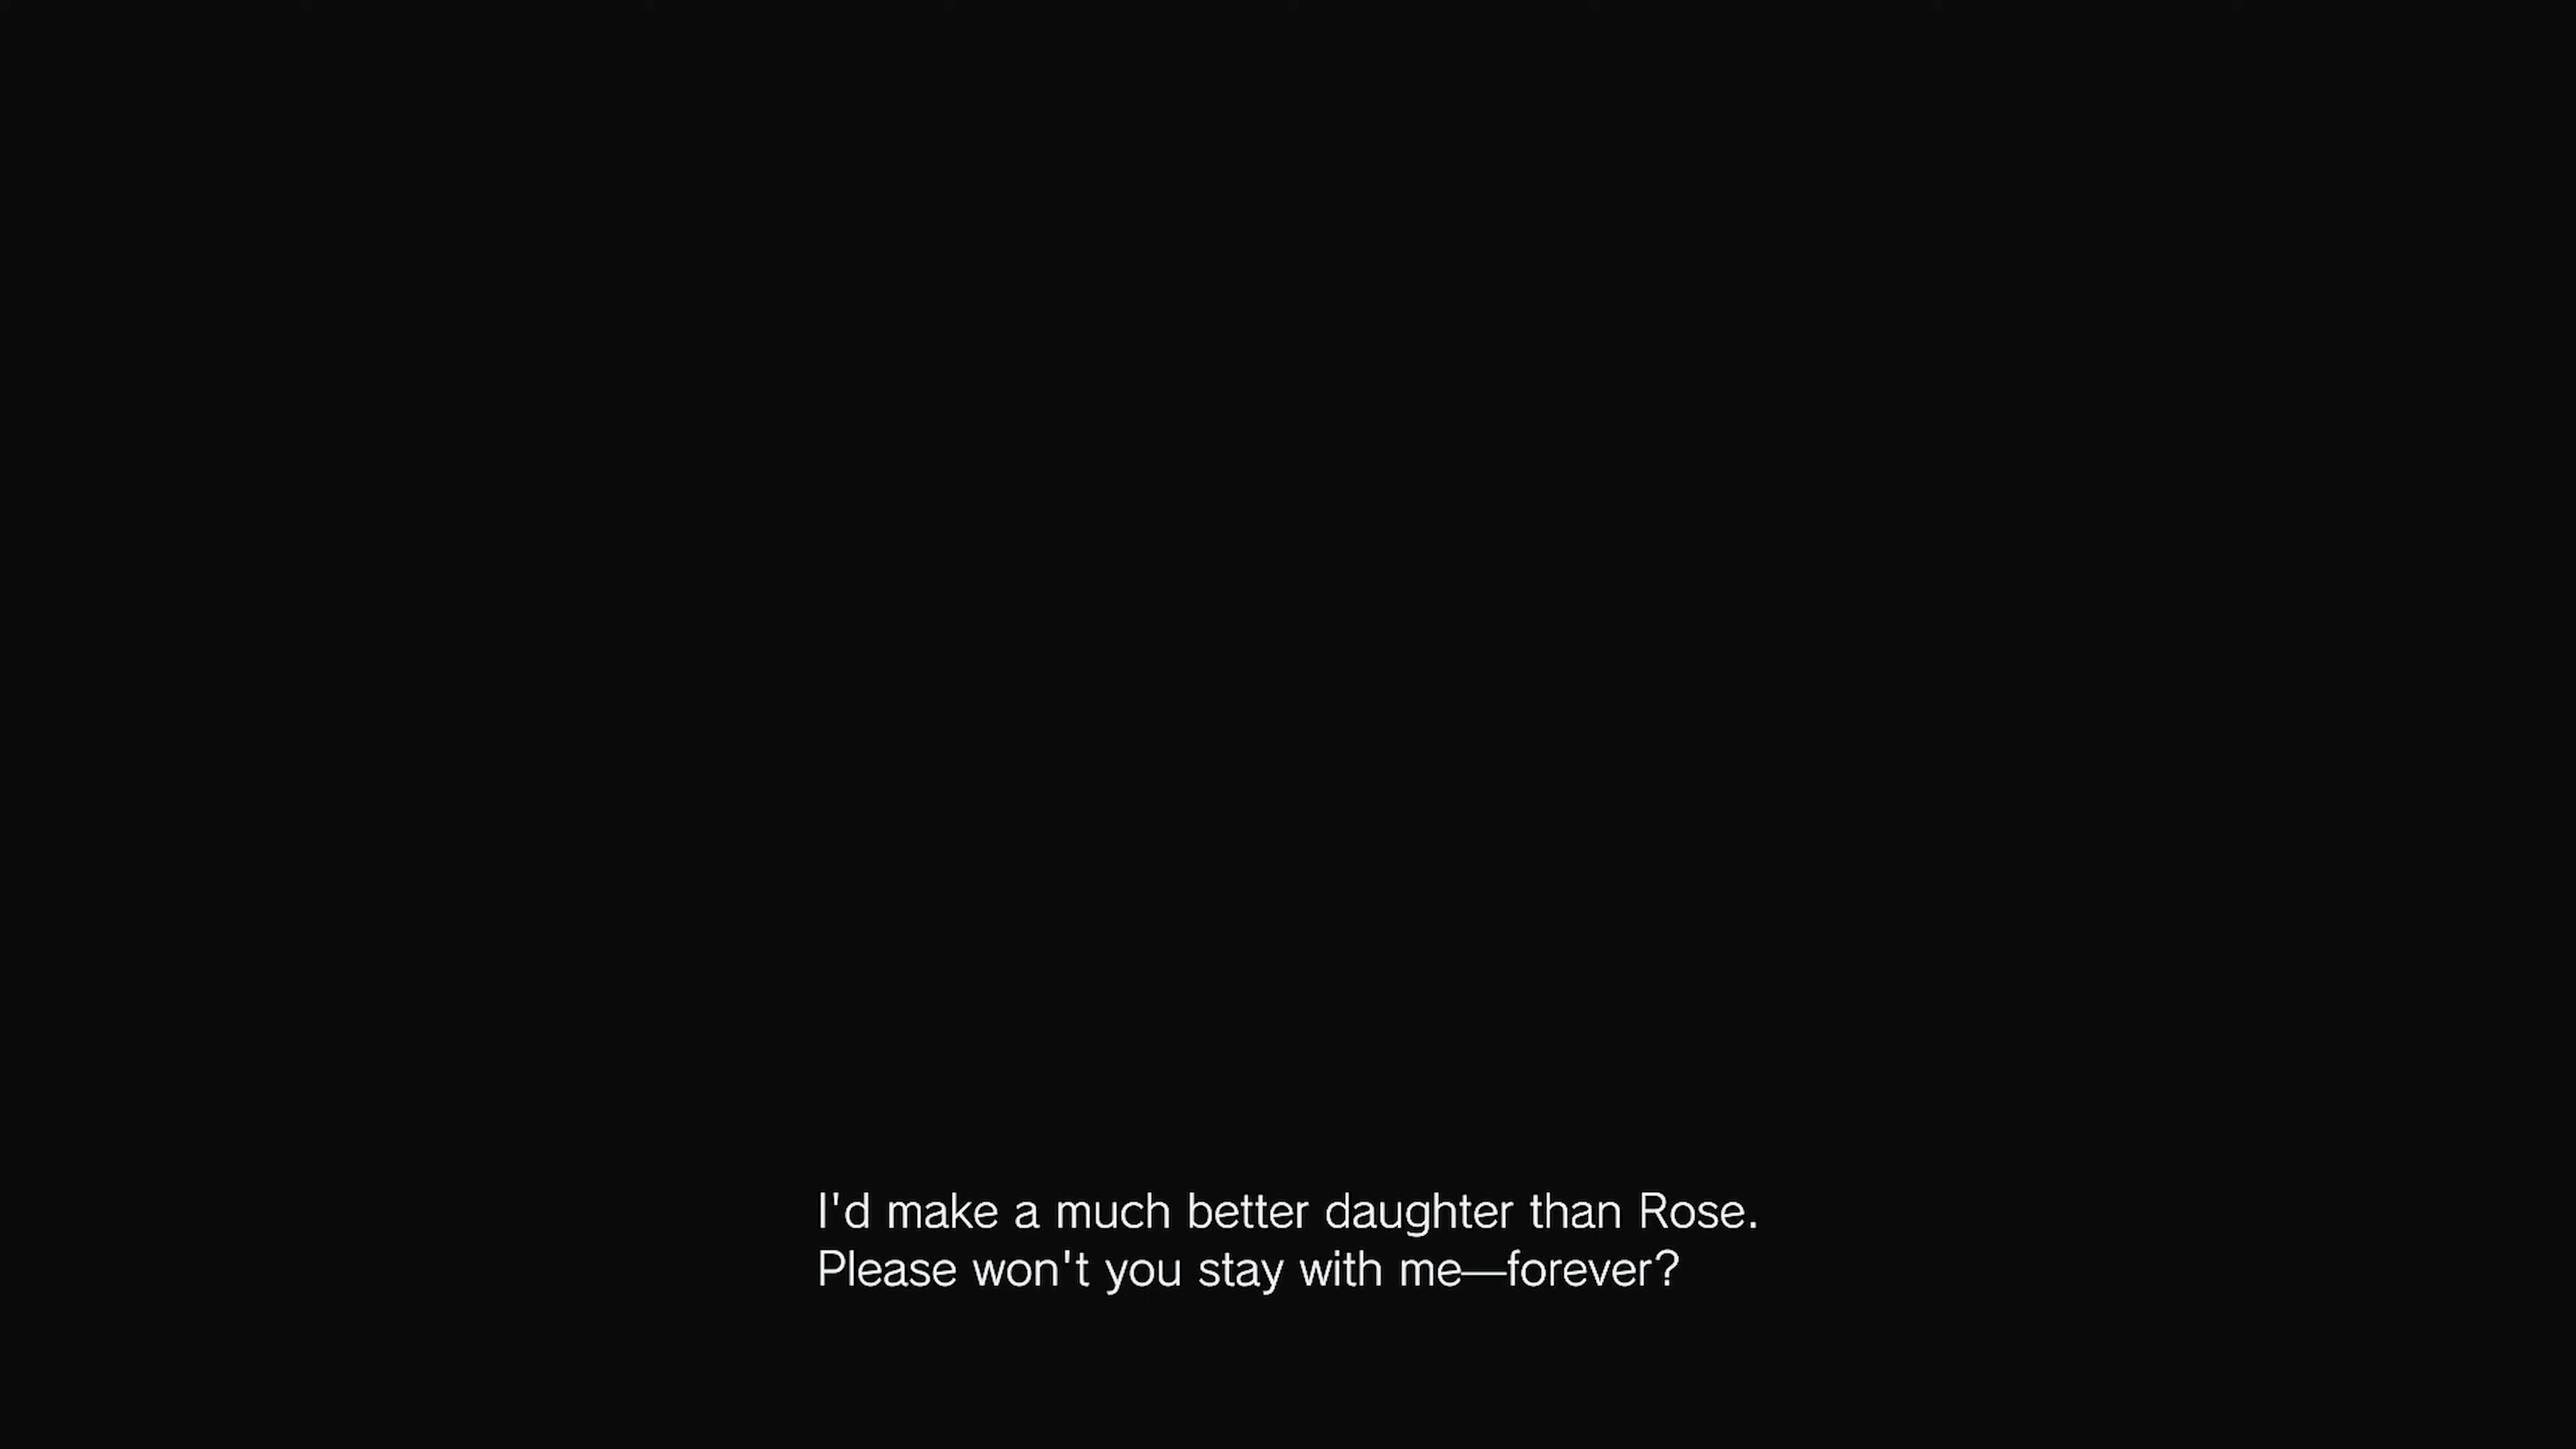 I'd make a much better daughter than Rose.
Please won't you stay with me—forever?